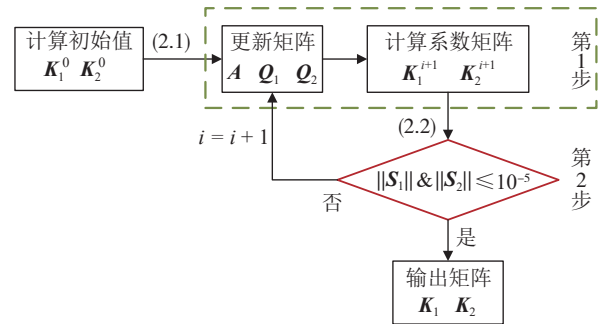 计算初始值
K₁⁰ K₂⁰
(2.1)
更新矩阵
A Q₁ Q₂
计算系数矩阵
K₁ⁱ⁺¹ K₂ⁱ⁺¹
第1步
(2.2)
i = i + 1
||S₁||&||S₂||≤10⁻⁵
第2步
否
是
输出矩阵
K₁ K₂